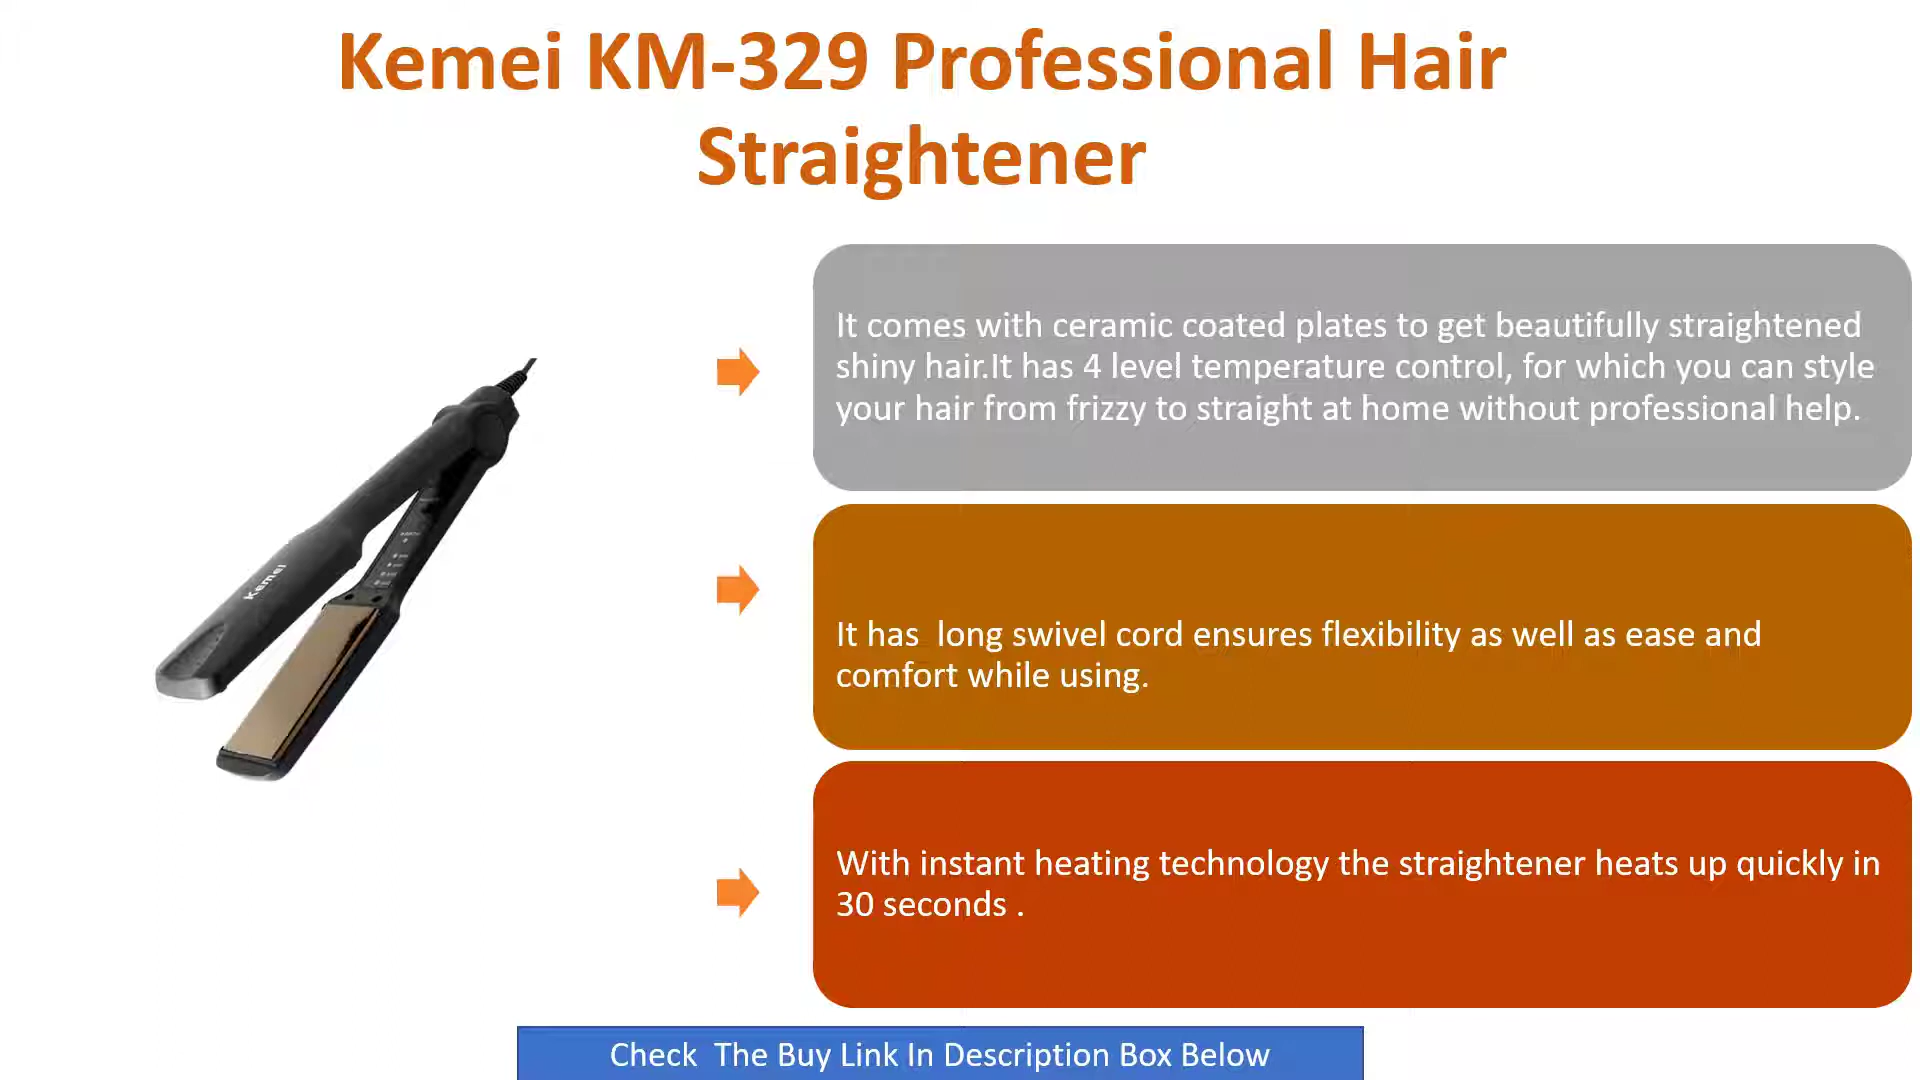 Kemei KM-329 Professional Hair
Straightener
It comes with ceramic coated plates to get beautifully straightened
shiny hair.It has 4 level temperature control, for which you can style
your hair from frizzy to straight at home without professional help.
Kemei
It has  long swivel cord ensures flexibility as well as ease and
comfort while using.
With instant heating technology the straightener heats up quickly in
30 seconds .
Check  The Buy Link In Description Box Below